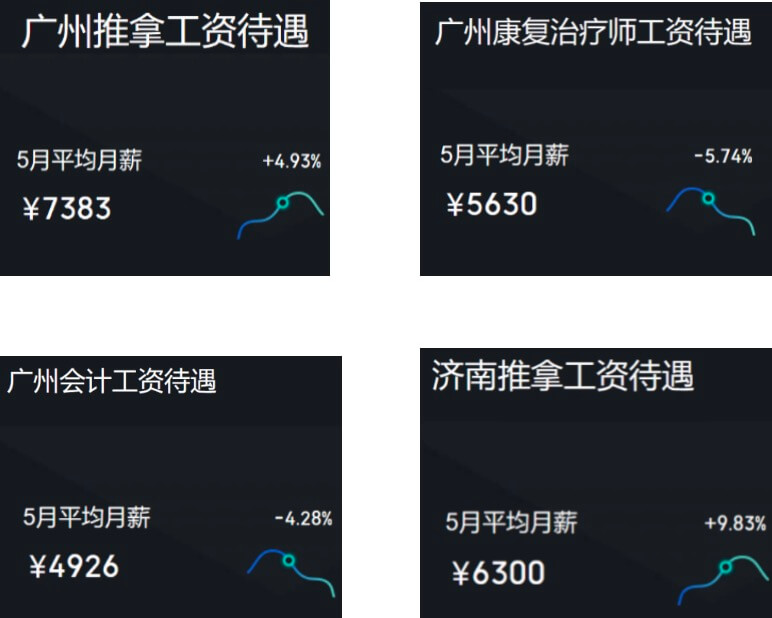 广州推拿工资待遇
5月平均月薪
+4.93%
¥7383
广州康复治疗师工资待遇
5月平均月薪
-5.74%
¥5630
广州会计工资待遇
5月平均月薪
-4.28%
¥4926
济南推拿工资待遇
5月平均月薪
+9.83%
¥6300